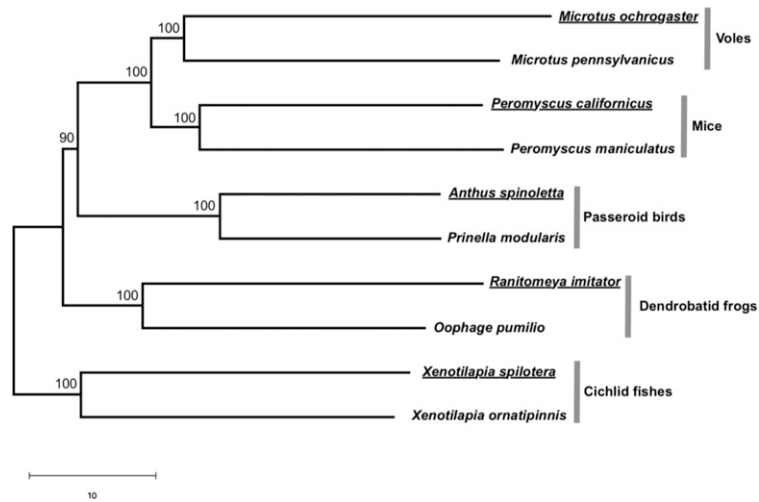 100
Microtus ochrogaster
Voles
Microtus pennsylvanicus
100
100
Peromyscus californicus
Mice
Peromyscus maniculatus
90
100
Anthus spinoletta
Passeroid birds
Prinella modularis
100
Ranitomeya imitator
Dendrobatid frogs
Oophage pumilio
100
Xenotilapia spilotera
Cichlid fishes
Xenotilapia ornatipinnis
10